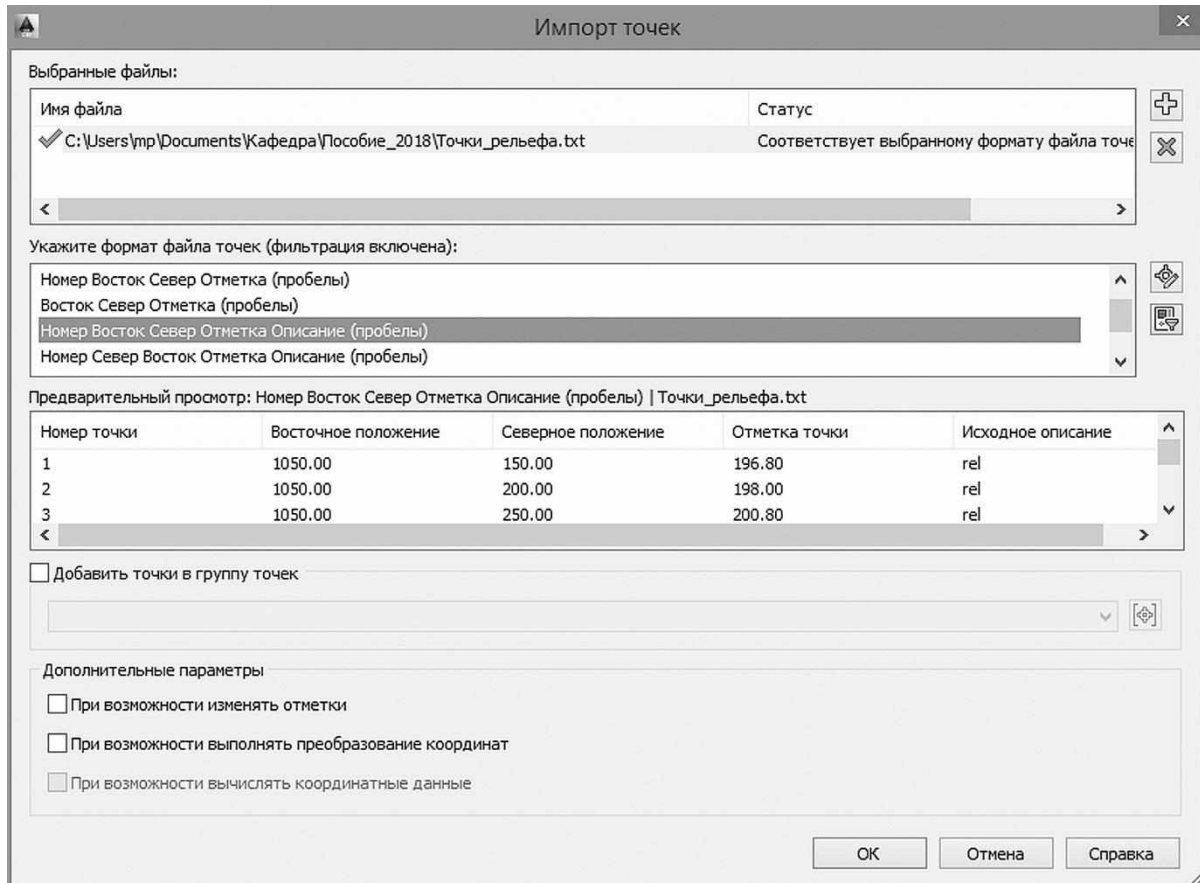 Импорт точек
Выбранные файлы:
Имя файла Статус
C:\Users\mp\Documents\Кафедра\Пособие_2018\Точки_рельефа.txt Соответствует выбранному формату файла точе
Укажите формат файла точек (фильтрация включена):
Номер Восток Север Отметка (пробелы)
Восток Север Отметка (пробелы)
Номер Восток Север Отметка Описание (пробелы)
Номер Север Восток Отметка Описание (пробелы)
Предварительный просмотр: Номер Восток Север Отметка Описание (пробелы) | Точки_рельефа.txt
Номер точки Восточное положение Северное положение Отметка точки Исходное описание
1 1050.00 150.00 196.80 rel
2 1050.00 200.00 198.00 rel
3 1050.00 250.00 200.80 rel
Добавить точки в группу точек
Дополнительные параметры
При возможности изменять отметки
При возможности выполнять преобразование координат
При возможности вычислять координатные данные
ОК Отмена Справка